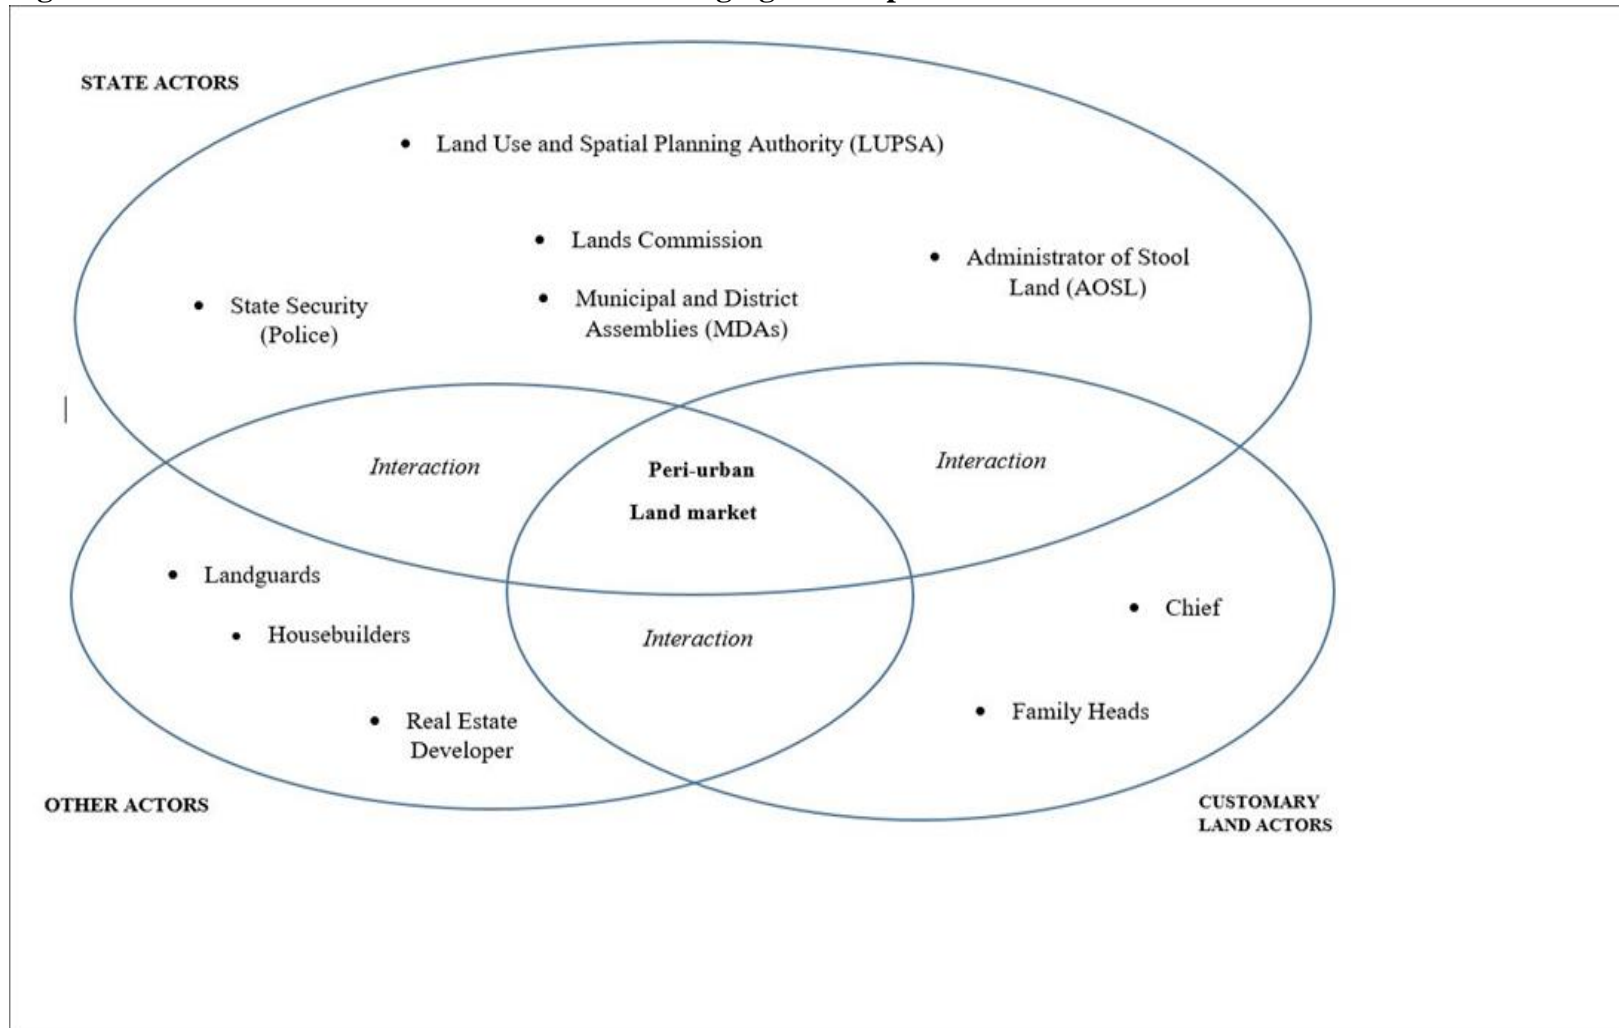 STATE ACTORS
• Land Use and Spatial Planning Authority (LUPSA)
• Lands Commission
• Administrator of Stool
Land (AOSL)
• State Security
(Police)
• Municipal and District
Assemblies (MDAs)
Interaction
Peri-urban
Land market
Interaction
• Landguards
• Housebuilders
• Real Estate
Developer
Interaction
• Chief
• Family Heads
OTHER ACTORS
CUSTOMARY
LAND ACTORS